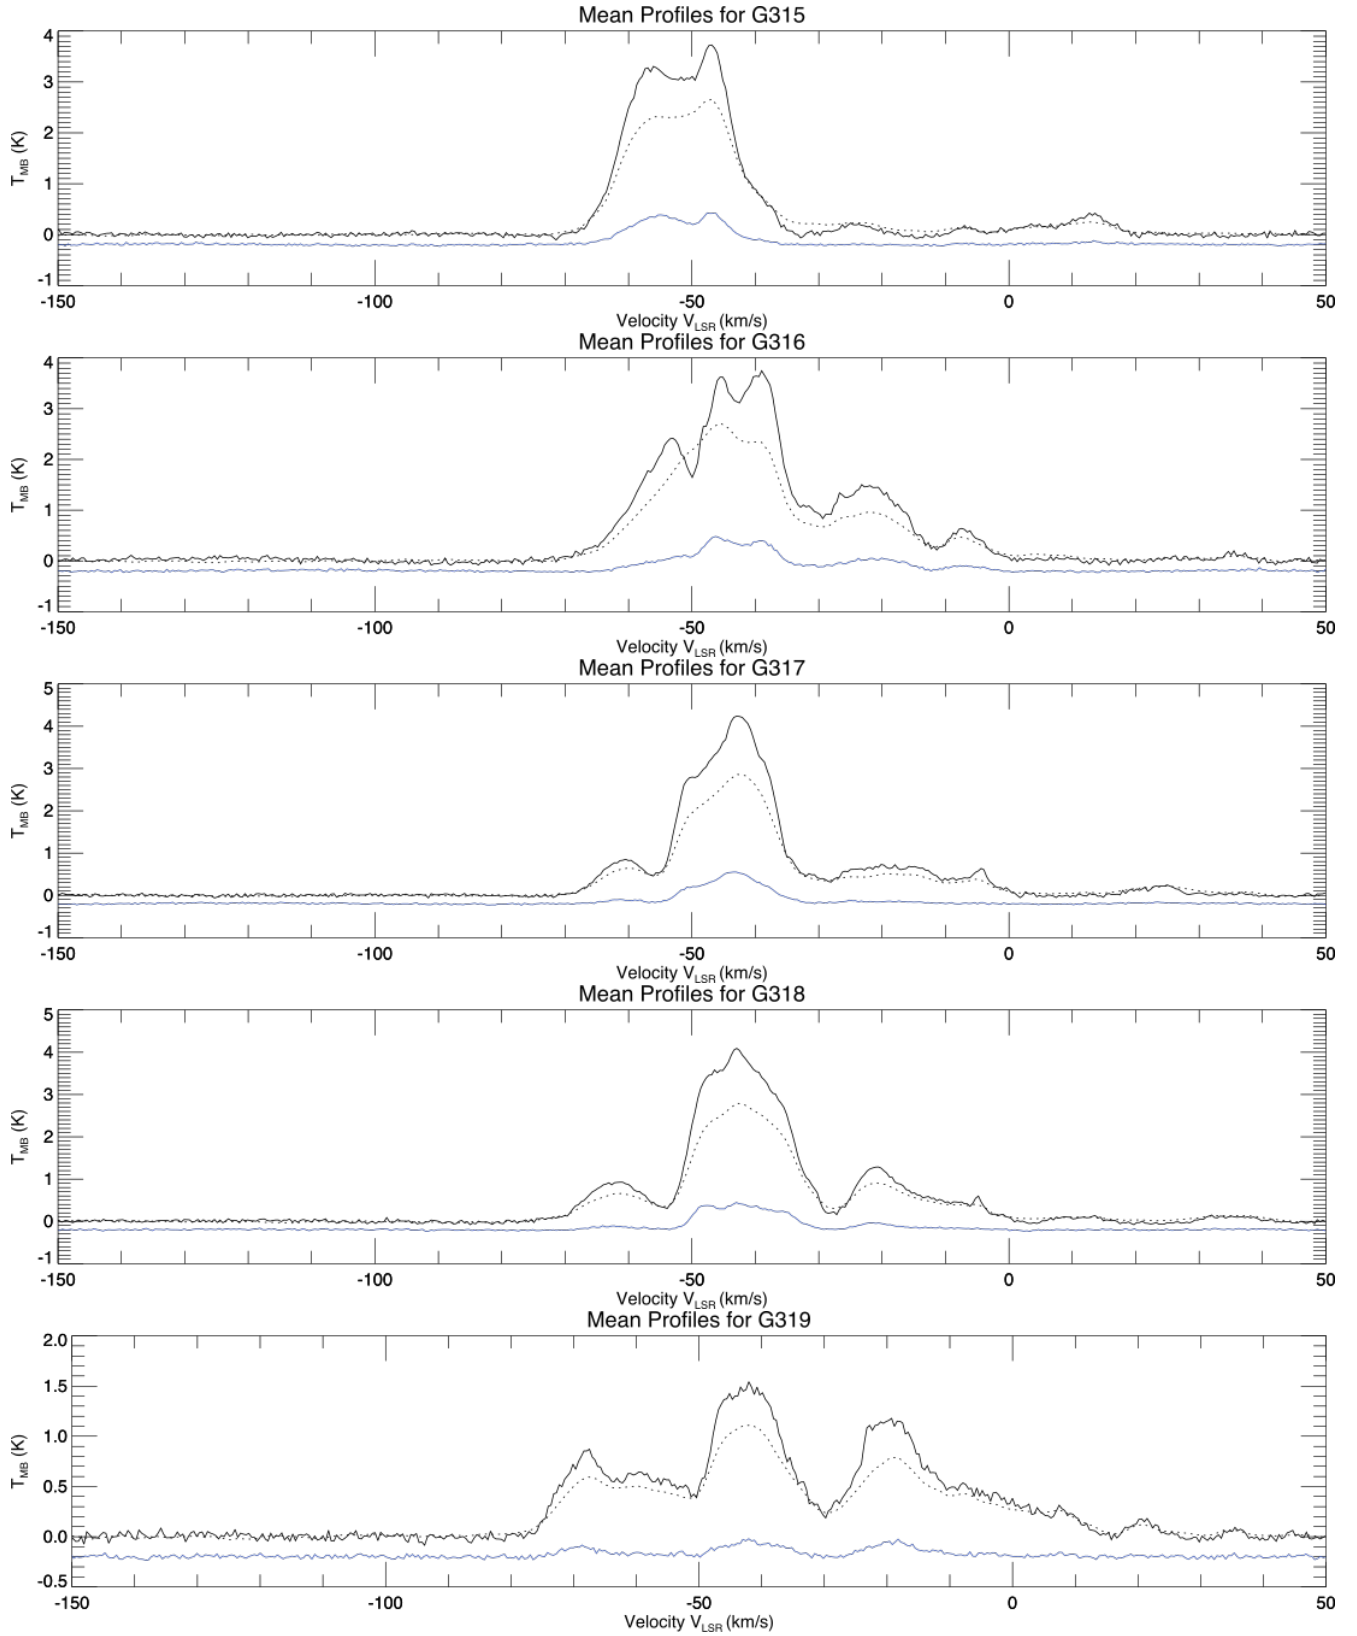 Mean Profiles for G315
4
3
2
1
0
-1
T_MB (K)
-150 -100 -50 0 50
Velocity V_LSR (km/s)
Mean Profiles for G316
4
3
2
1
0
-1
T_MB (K)
-150 -100 -50 0 50
Velocity V_LSR (km/s)
Mean Profiles for G317
5
4
3
2
1
0
-1
T_MB (K)
-150 -100 -50 0 50
Velocity V_LSR (km/s)
Mean Profiles for G318
5
4
3
2
1
0
-1
T_MB (K)
-150 -100 -50 0 50
Velocity V_LSR (km/s)
Mean Profiles for G319
2.0
1.5
1.0
0.5
0.0
-0.5
T_MB (K)
-150 -100 -50 0 50
Velocity V_LSR (km/s)